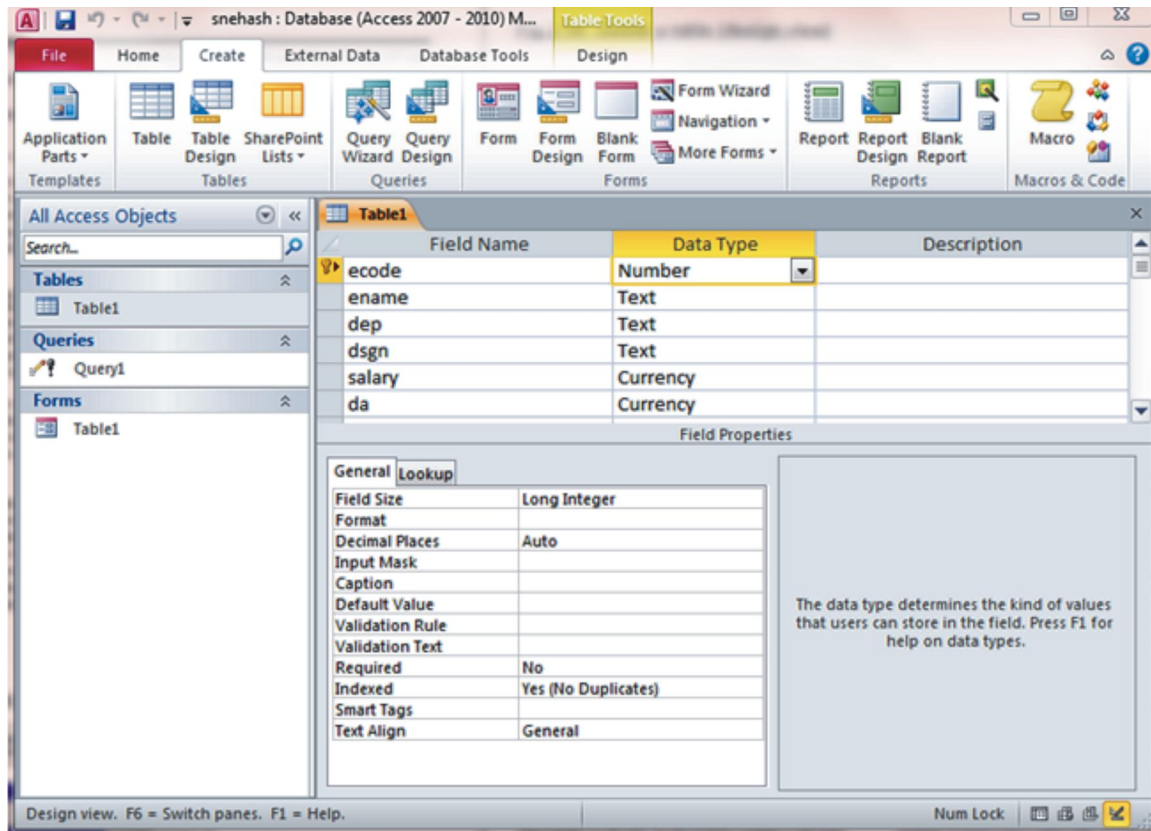 snehash : Database (Access 2007 - 2010) M... Table Tools
File Home Create External Data Database Tools Design
Application Parts Table Table Design SharePoint Lists Query Wizard Query Design Form Form Design Blank Form Form Wizard Navigation More Forms Report Report Design Blank Report Macro
Templates Tables Queries Forms Reports Macros & Code
All Access Objects
Search...
Tables
Table1
Queries
Query1
Forms
Table1
Table1
Field Name Data Type Description
ecode Number
ename Text
dep Text
dsgn Text
salary Currency
da Currency
Field Properties
General Lookup
Field Size Long Integer
Format
Decimal Places Auto
Input Mask
Caption
Default Value
Validation Rule
Validation Text
Required No
Indexed Yes (No Duplicates)
Smart Tags
Text Align General
The data type determines the kind of values
that users can store in the field. Press F1 for
help on data types.
Design view. F6 = Switch panes. F1 = Help. Num Lock